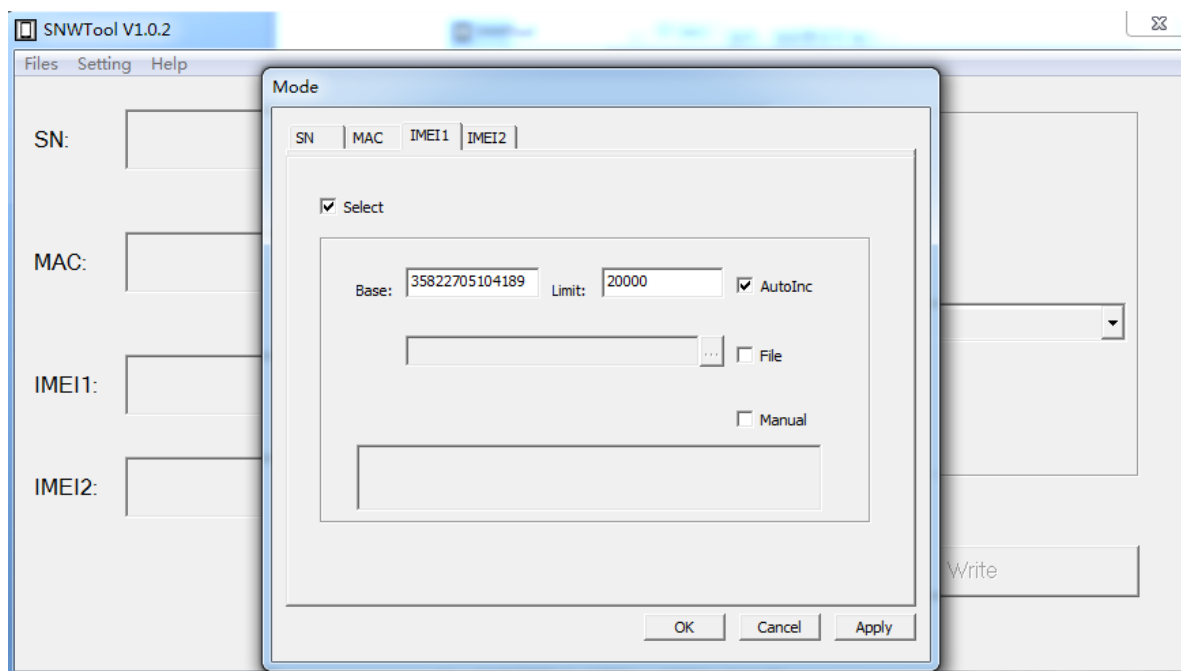 SNWTool V1.0.2
Files Setting Help
Mode
SN MAC IMEI1 IMEI2
SN:
Select
MAC:
Base: 35822705104189 Limit: 20000 AutoInc
... File
IMEI1:
Manual
IMEI2:
Write
OK Cancel Apply